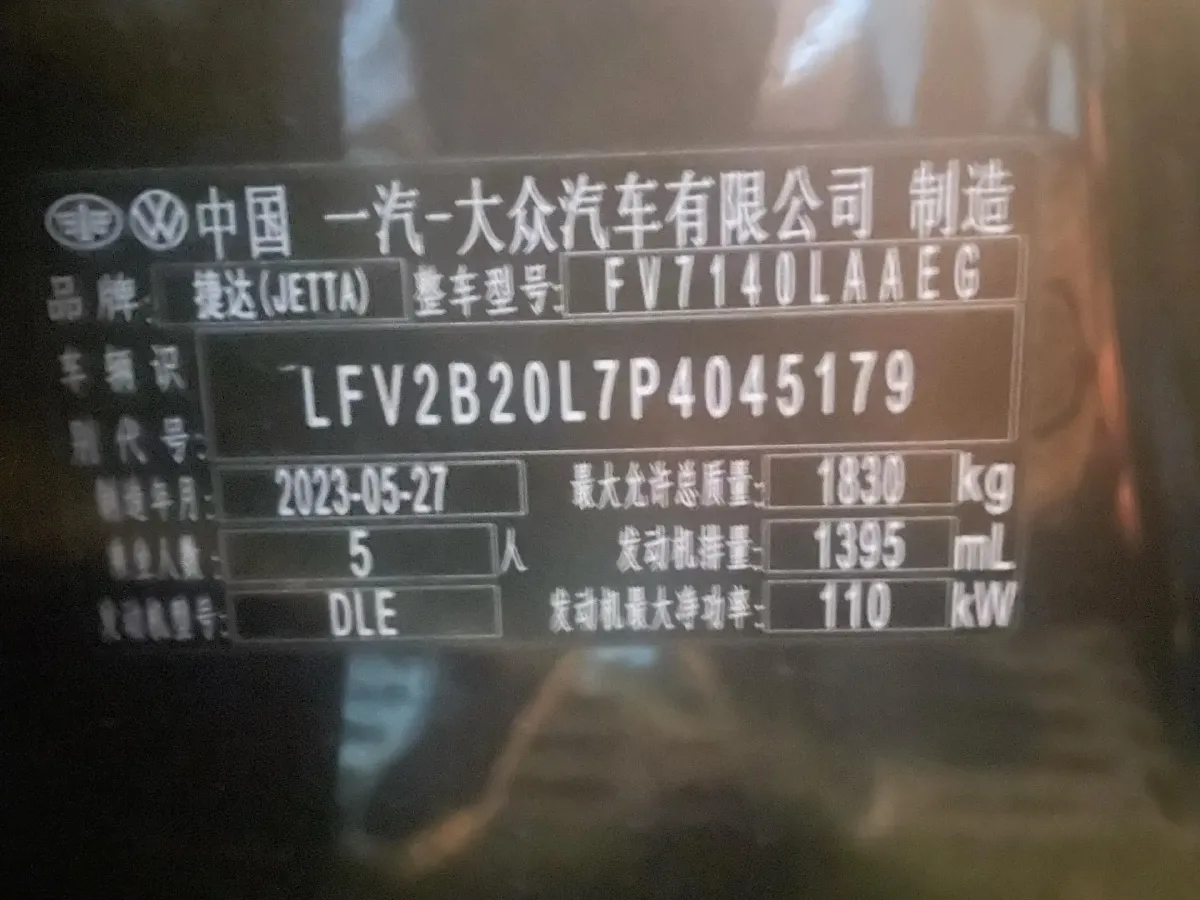 中国 一汽-大众汽车有限公司 制造
品牌: 捷达(JETTA) 整车型号: FV7140LAAEG
车辆识别代号: LFV2B20L7P4045179
制造年月: 2023-05-27 最大允许总质量: 1830 kg
乘坐人数: 5 人 发动机排量: 1395 mL
发动机型号: DLE 发动机最大净功率: 110 kW